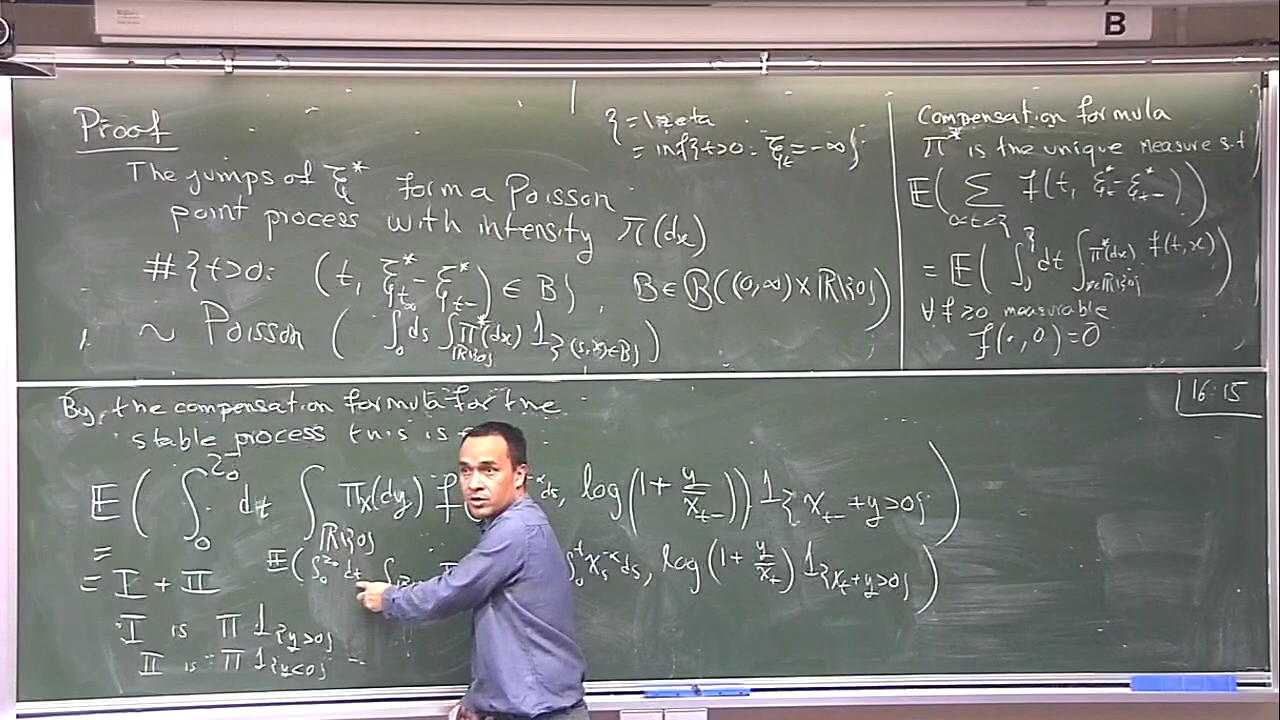 B
Proof
ξ = \zeta
= inf{t>0 : ξ_t = -∞}
The jumps of ξ* form a Poisson
point process with intensity π(dx)
#{t>0: (t, ξ*_t - ξ*_{t-}) ∈ B}, B ∈ B((0,∞)×ℝ\{0})
~ Poisson ( ∫_0^∞ ds ∫_{ℝ\{0}} Π*(dx) 1_{(s,x)∈B} )
Compensation formula
Π* is the unique measure s.t
E( Σ_{0<t<ζ} f(t, ξ*_t - ξ*_{t-}) )
= E( ∫_0^ζ dt ∫_{x∈ℝ\{0}} Π*(dx) f(t,x) )
∀ f ≥0 measurable
f(·,0)=0
By the compensation formula for the
stable process this is
16:15
E( ∫_0^{τ_0} dt ∫_{ℝ\{0}} Π_X(dy) f( -α ds, log(1+ y/X_{t-})) 1_{X_{t-}+y>0} )
= E( ∫_0^{τ_0} dt ∫ ∫_0^t X_s^{-α} ds, log(1+ y/X_t) 1_{X_t+y>0} )
= I + II
I is Π 1_{y>0}
II is Π 1_{y<0}